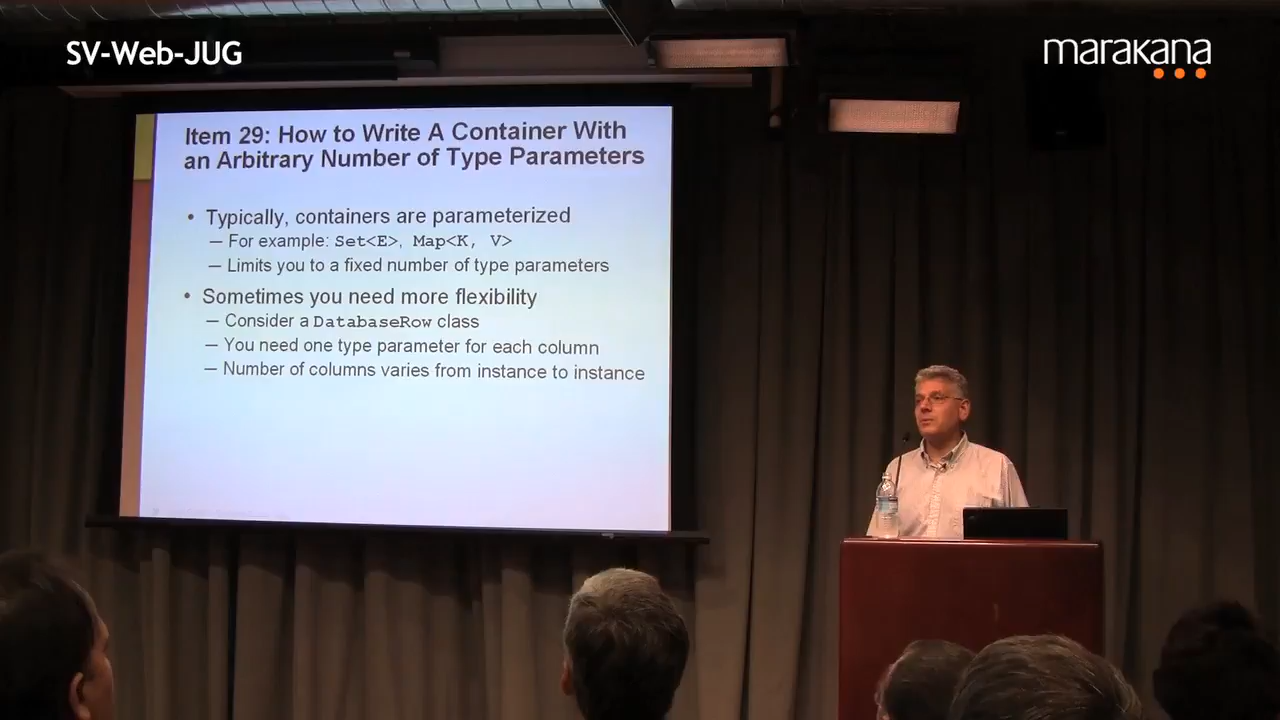 SV-Web-JUG
marakana
Item 29: How to Write A Container With
an Arbitrary Number of Type Parameters
• Typically, containers are parameterized
– For example: Set<E>, Map<K, V>
– Limits you to a fixed number of type parameters
• Sometimes you need more flexibility
– Consider a DatabaseRow class
– You need one type parameter for each column
– Number of columns varies from instance to instance